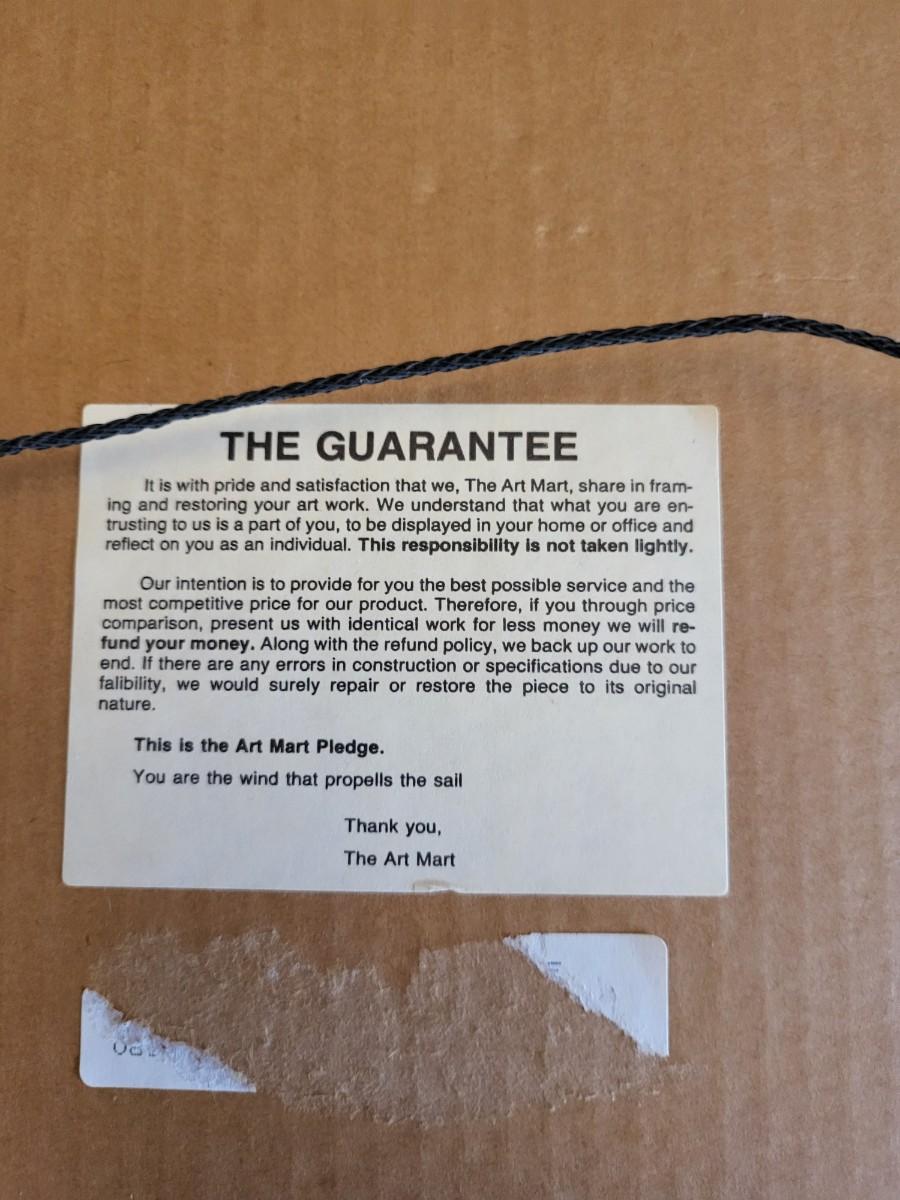 THE GUARANTEE
It is with pride and satisfaction that we, The Art Mart, share in fram-
ing and restoring your art work. We understand that what you are en-
trusting to us is a part of you, to be displayed in your home or office and
reflect on you as an individual. This responsibility is not taken lightly.
Our intention is to provide for you the best possible service and the
most competitive price for our product. Therefore, if you through price
comparison, present us with identical work for less money we will re-
fund your money. Along with the refund policy, we back up our work to
end. If there are any errors in construction or specifications due to our
falibility, we would surely repair or restore the piece to its original
nature.
This is the Art Mart Pledge.
You are the wind that propells the sail
Thank you,
The Art Mart